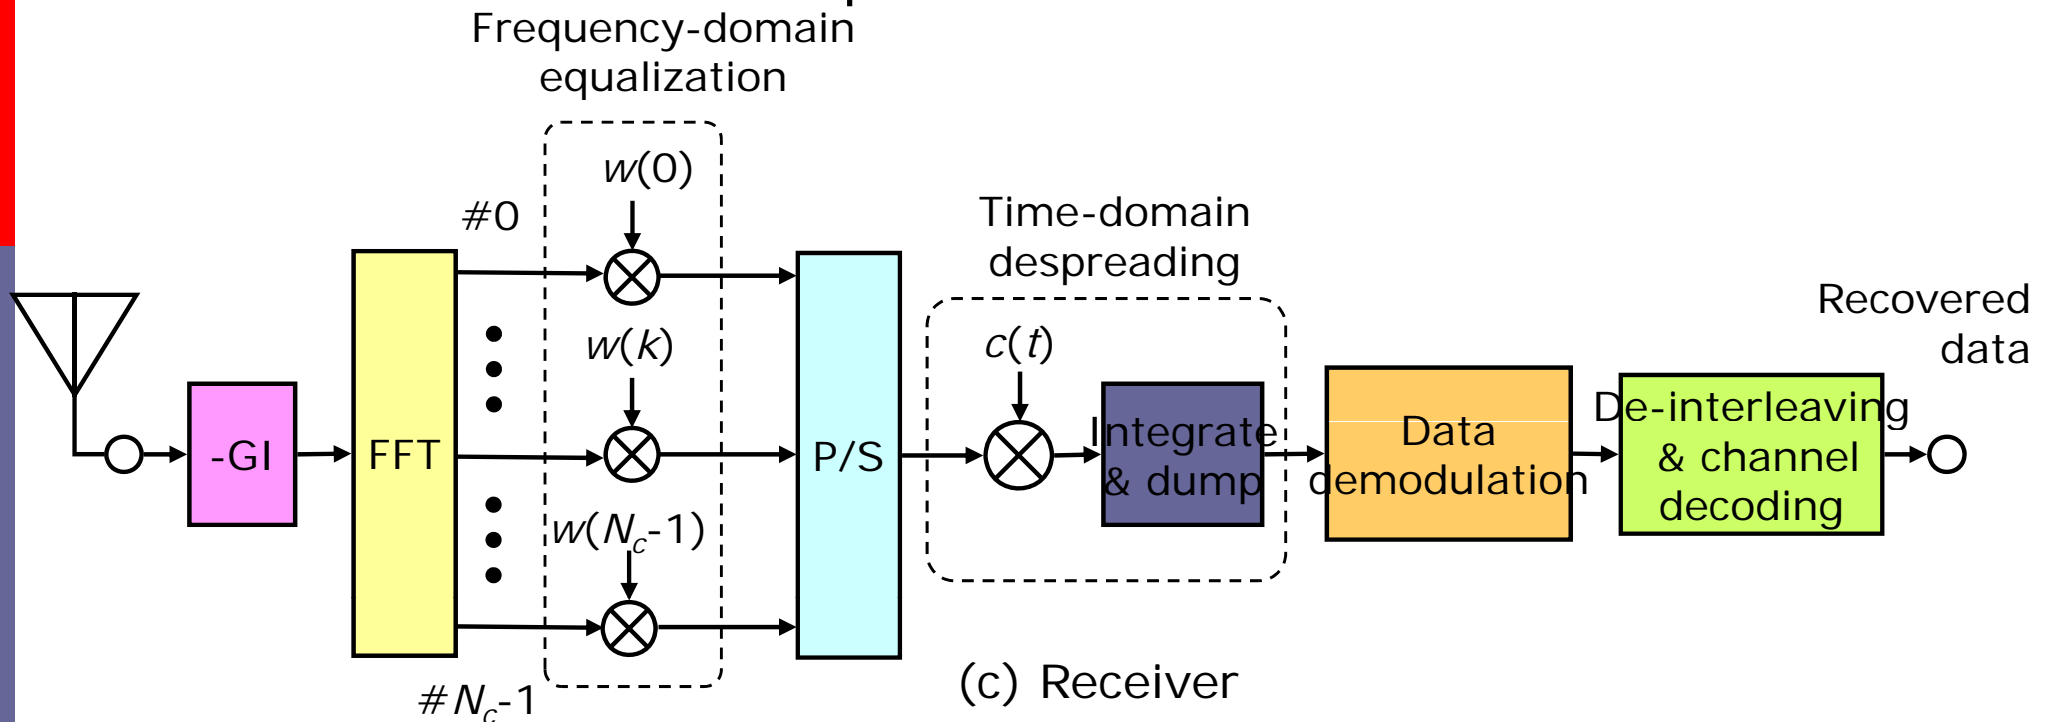 Frequency-domain
equalization
w(0)
#0
Time-domain
despreading
Recovered
data
w(k)
c(t)
-GI
FFT
P/S
Integrate
& dump
Data
demodulation
De-interleaving
& channel
decoding
w(Nc-1)
(c) Receiver
#Nc-1